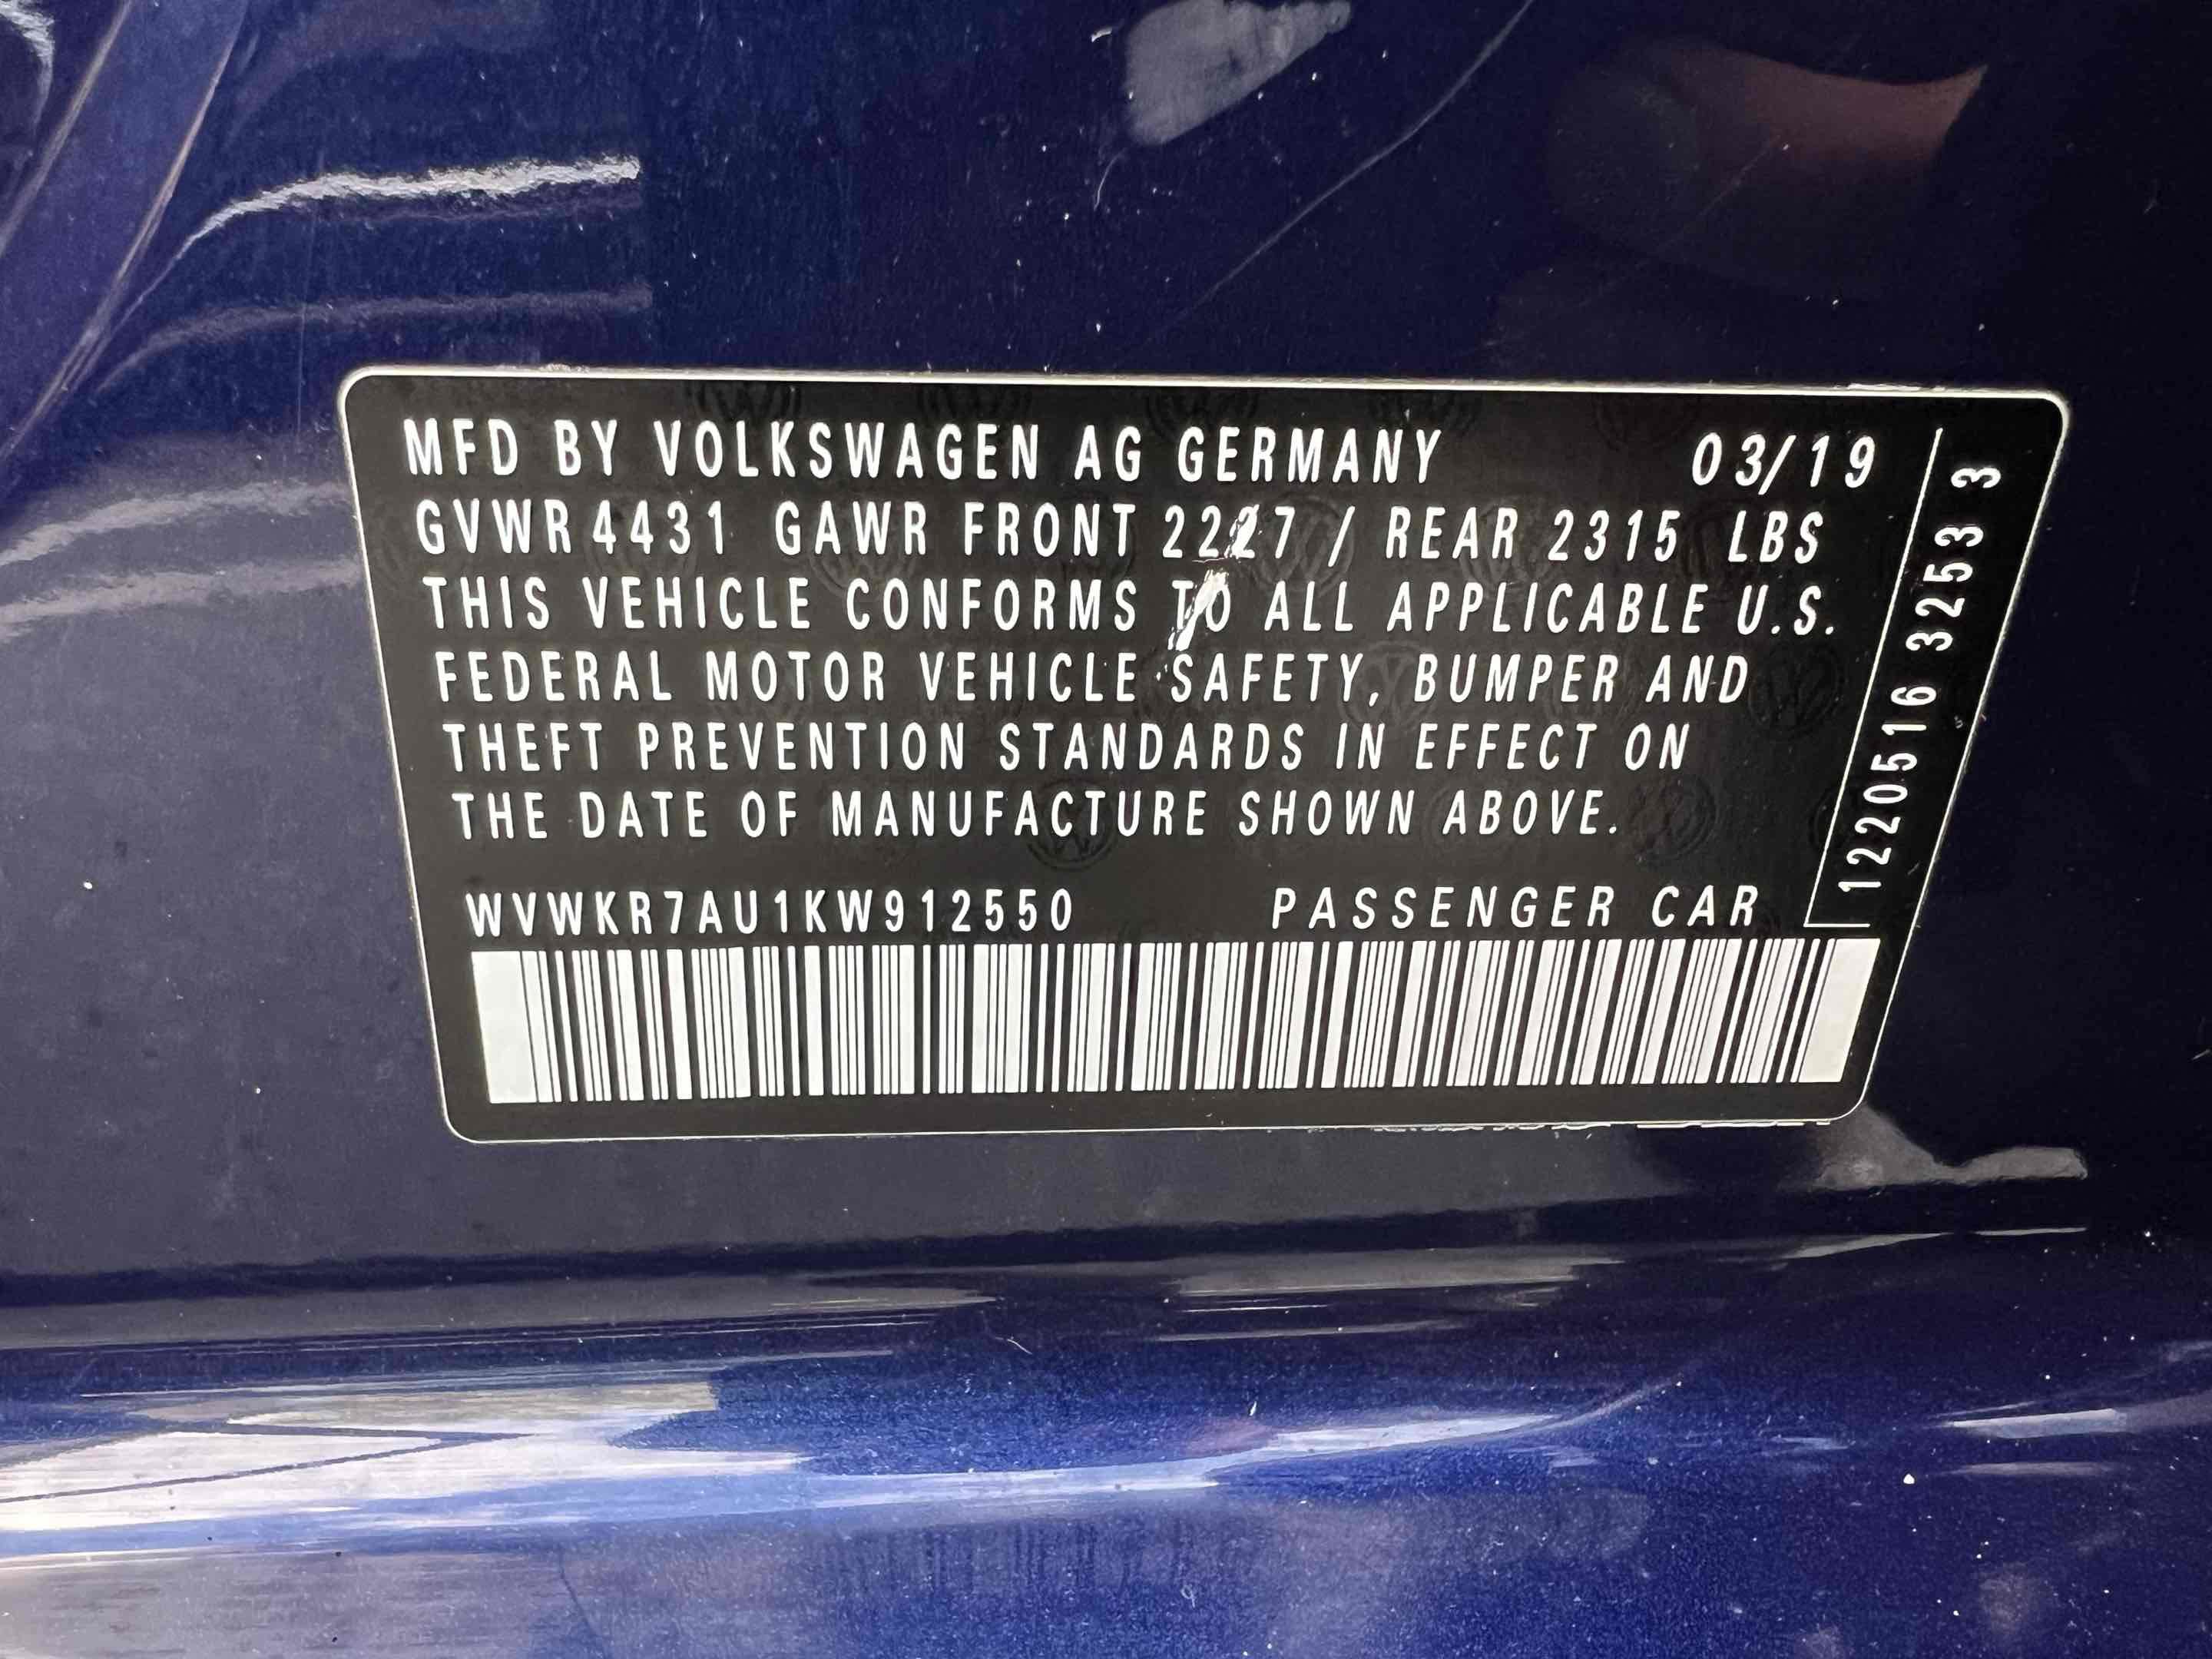 MFD BY VOLKSWAGEN AG GERMANY 03/19
GVWR 4431 GAWR FRONT 2227 / REAR 2315 LBS
THIS VEHICLE CONFORMS TO ALL APPLICABLE U.S.
FEDERAL MOTOR VEHICLE SAFETY, BUMPER AND
THEFT PREVENTION STANDARDS IN EFFECT ON
THE DATE OF MANUFACTURE SHOWN ABOVE.
WVWKR7AU1KW912550 PASSENGER CAR
1220516 3253 3